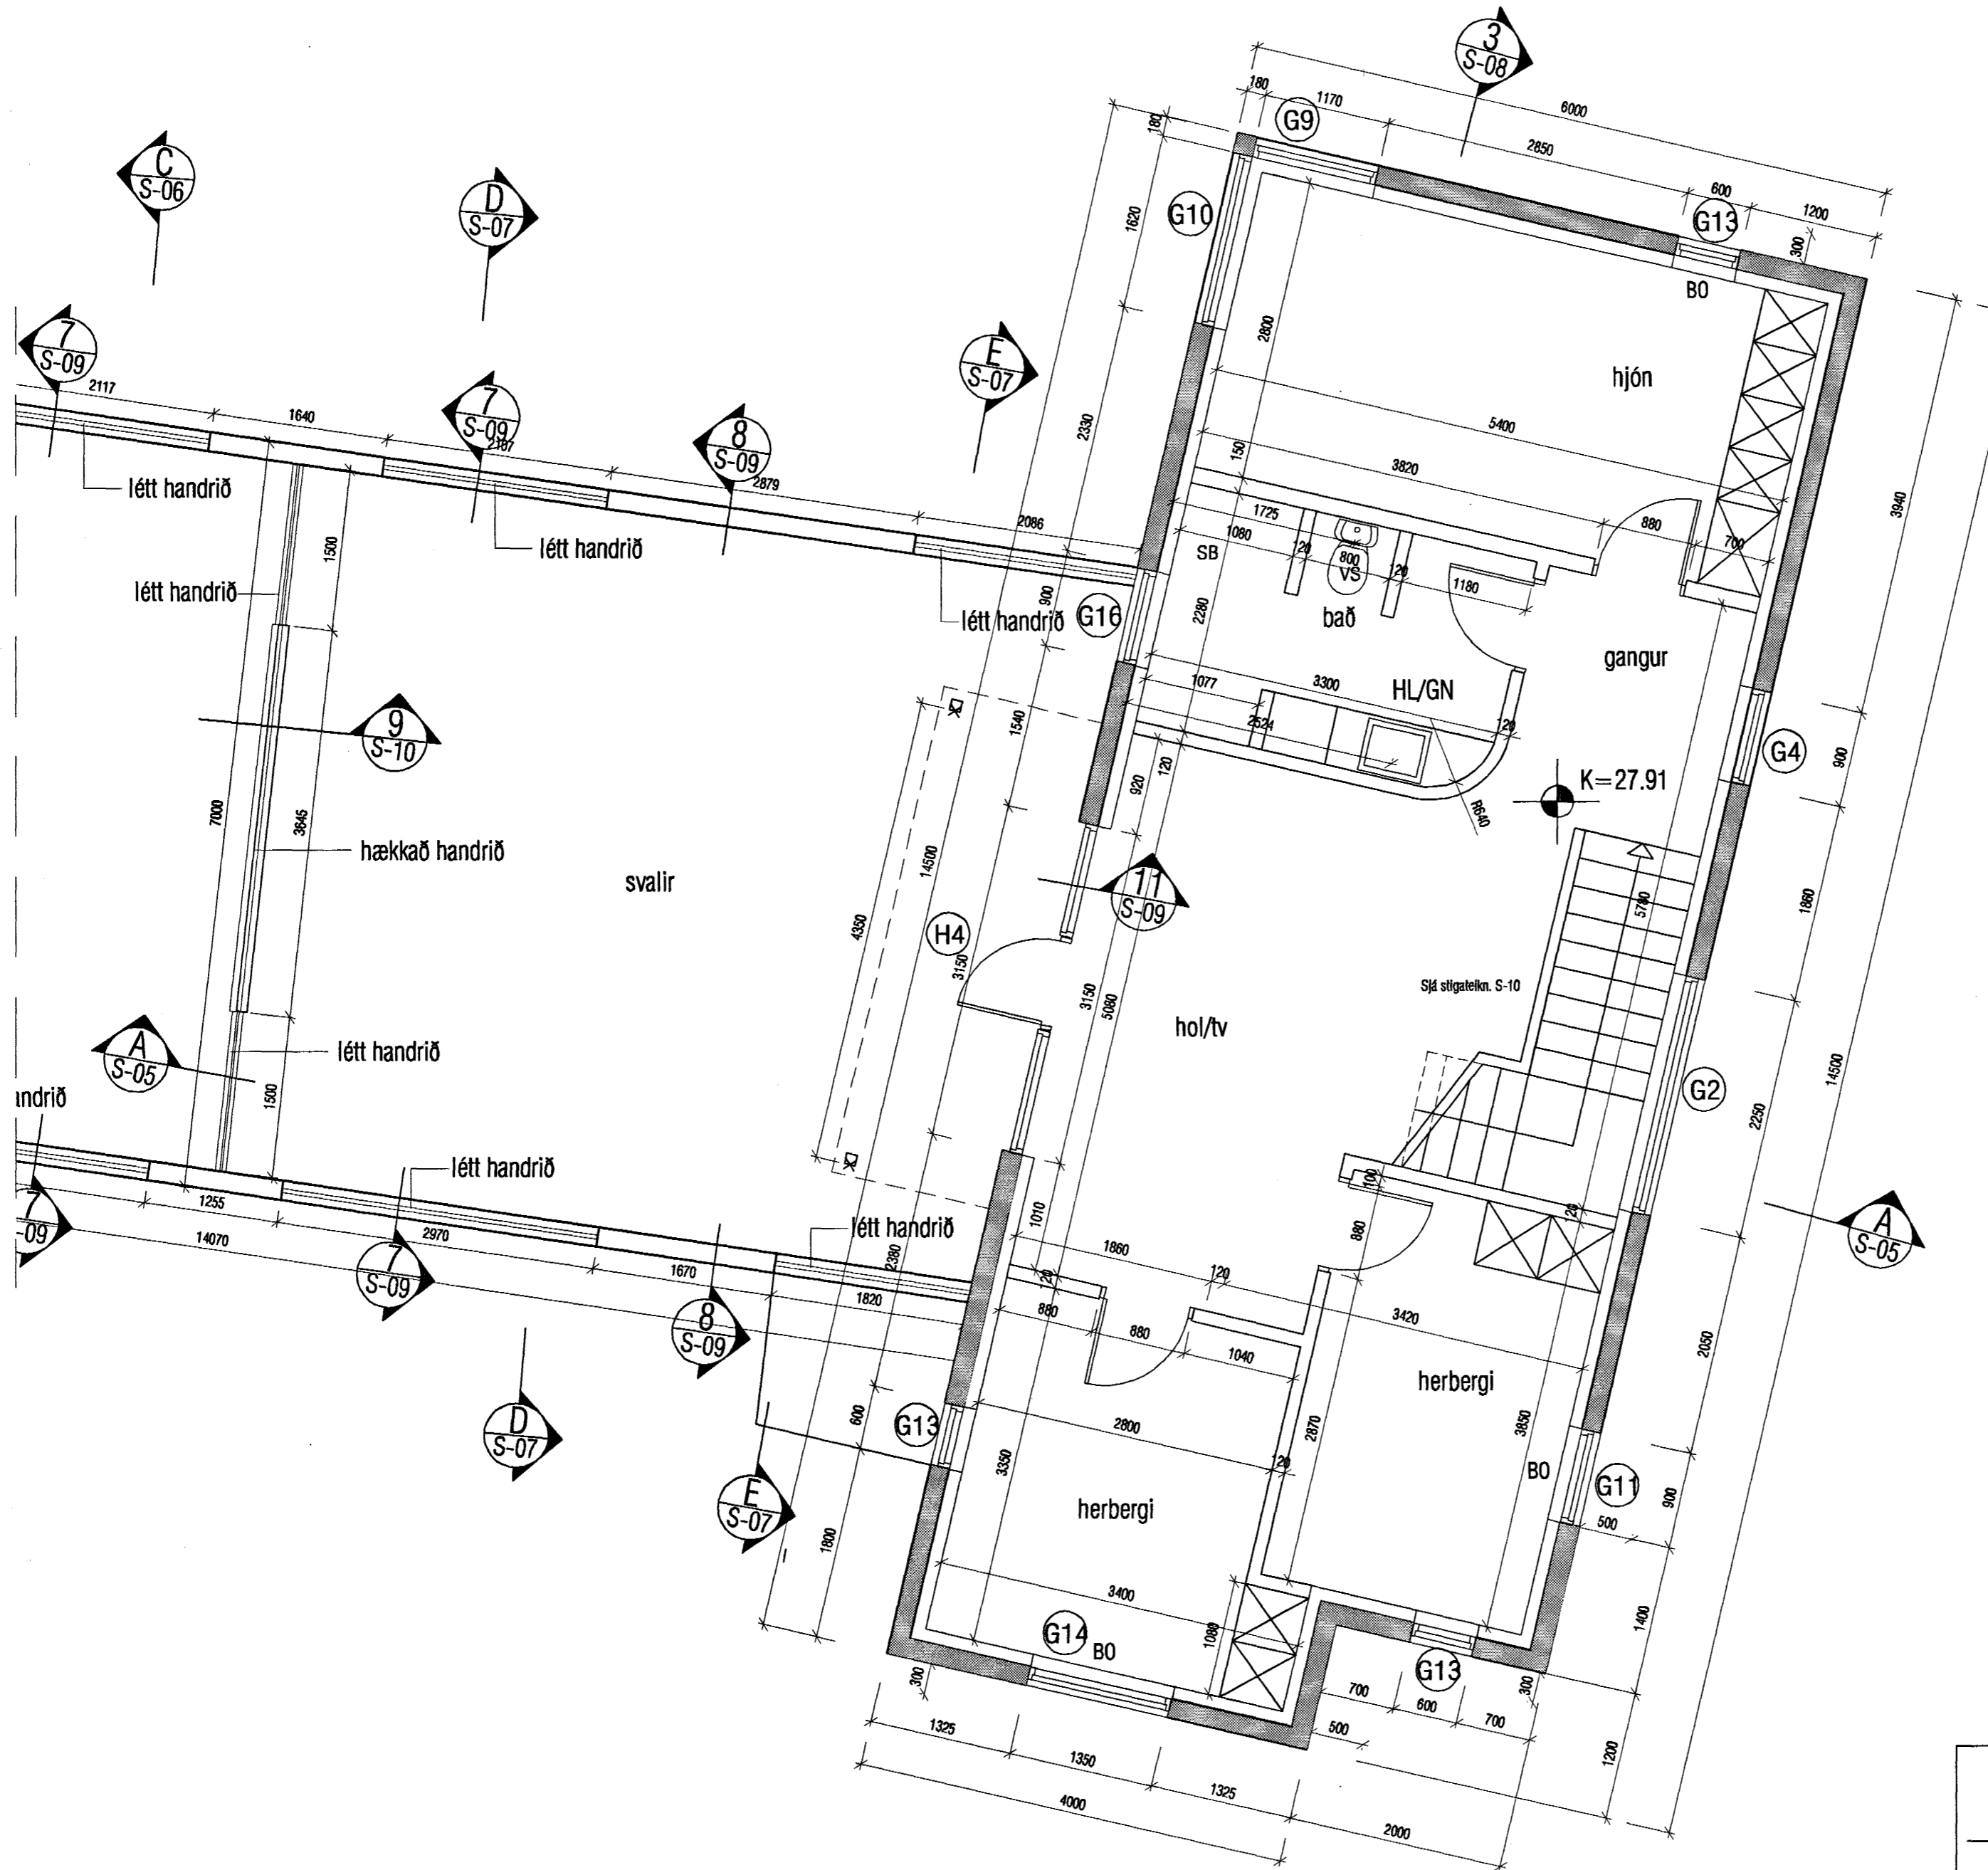 3
S-08
6000
180
1170
G9
2850
180
600
1200
G13
300
C
S-06
D
S-07
G10
1620
BO
7
S-09
2117
E
S-07
2800
hjón
1640
7
S-09
2107
8
S-09
2330
5400
3940
létt handrið
2879
150
3820
2086
1725
880
700
1500
létt handrið
SB
1080
120
800
VS
120
1180
létt handrið
900
létt handrið
G16
2280
bað
gangur
1077
3300
HL/GN
2524
120
G4
900
9
S-10
1540
920
120
K=27.91
R640
7000
3645
hækkað handrið
14500
11
S-09
svalir
4350
H4
5780
1860
3150
3150
5080
Sjá stigateikn. S-10
hol/tv
létt handrið
A
S-05
1500
andrið
G2
14500
2250
létt handrið
100
120
A
S-05
7
-09
1255
2970
14070
7
S-09
1670
létt handrið
2380
1820
8
S-09
1010
1860
120
880
120
880
880
1040
3420
2050
herbergi
D
S-07
G13
600
2800
2870
3850
3350
120
BO
G11
900
500
E
S-07
1800
herbergi
3400
1080
1400
G14
BO
G13
300
700
600
700
300
500
1325
1350
1325
1200
4000
2000